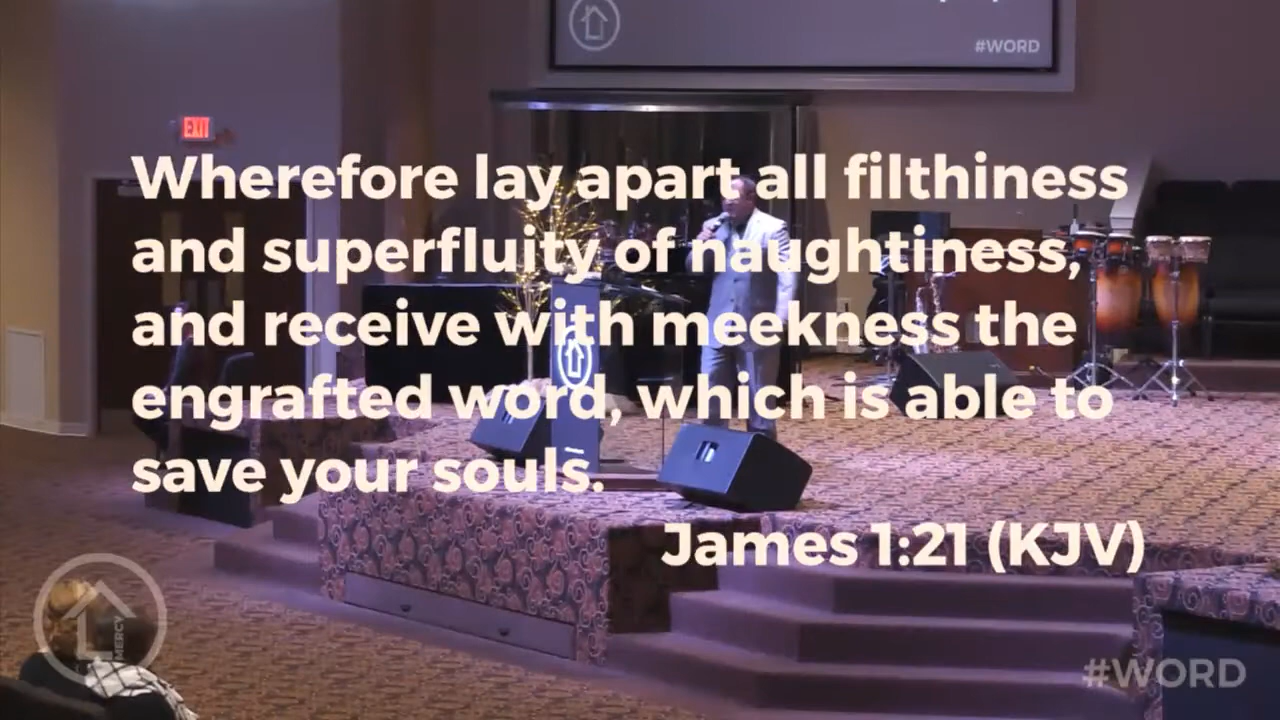 #WORD
EXIT
Wherefore lay apart all filthiness
and superfluity of naughtiness,
and receive with meekness the
engrafted word, which is able to
save your souls.
James 1:21 (KJV)
MERCY
#WORD